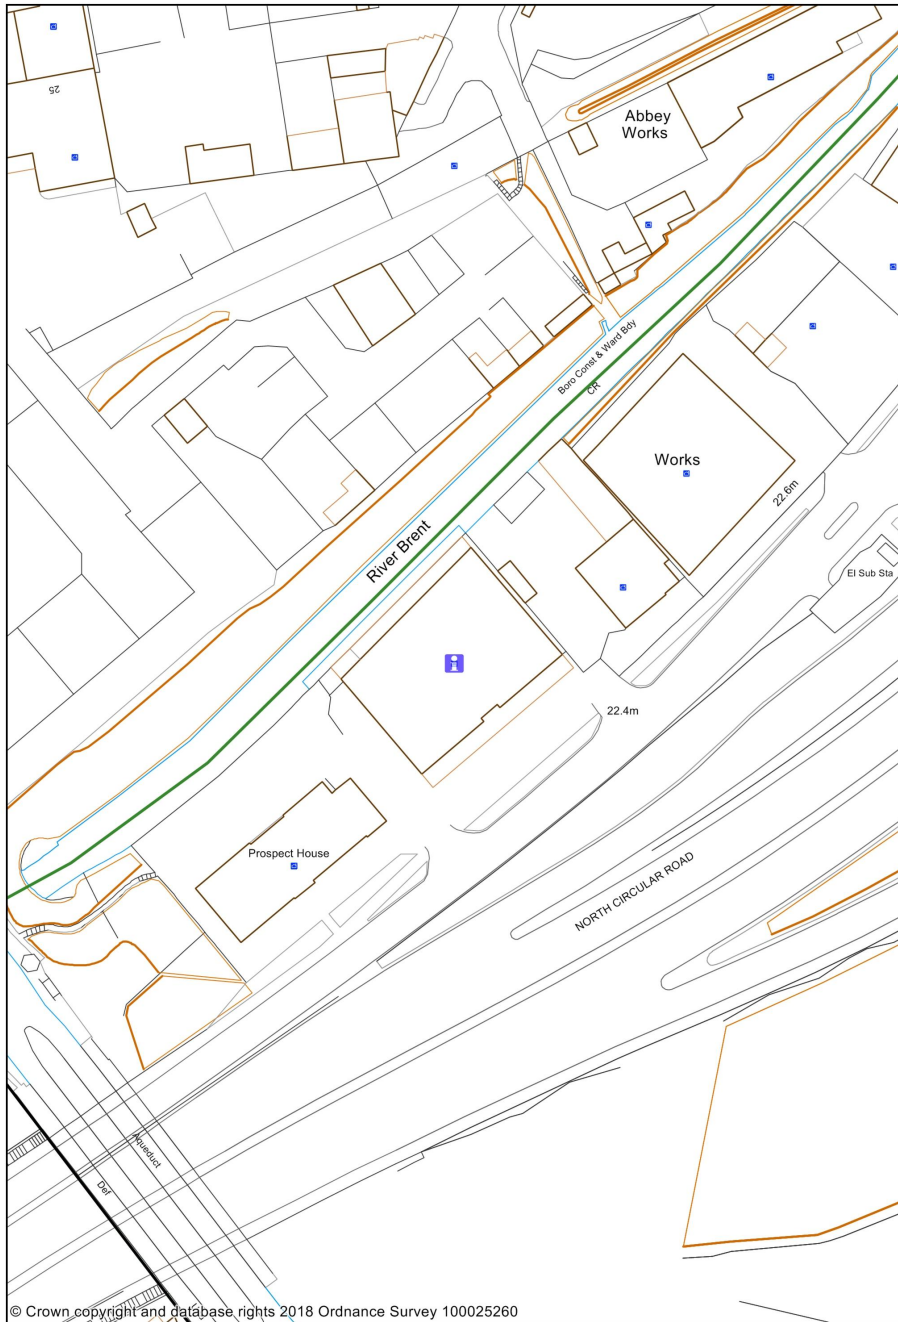 25
Abbey
Works
Boro Const & Ward Bdy
CR
Works
22.6m
River Brent
El Sub Sta
22.4m
Prospect House
NORTH CIRCULAR ROAD
Aqueduct
Def
© Crown copyright and database rights 2018 Ordnance Survey 100025260